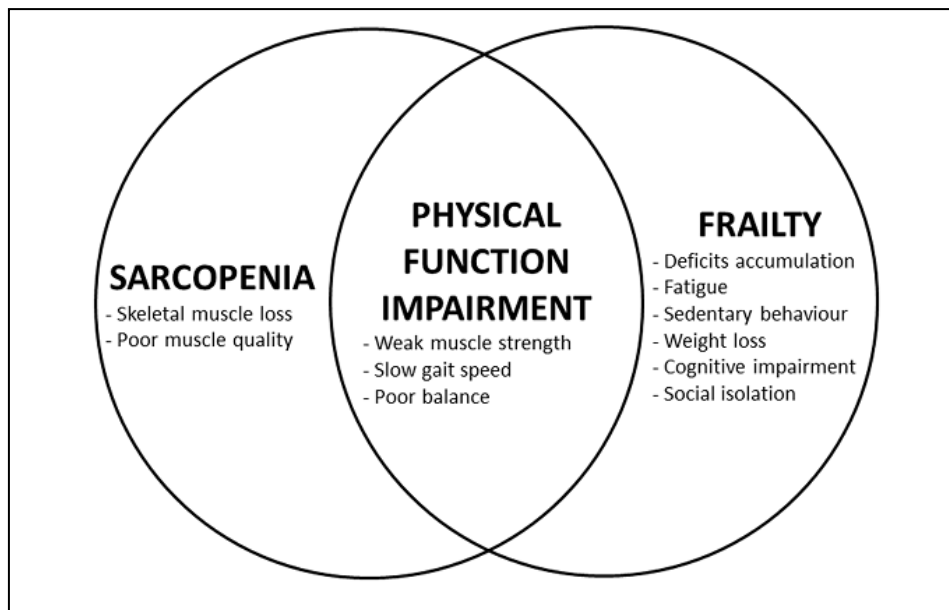 SARCOPENIA
- Skeletal muscle loss
- Poor muscle quality
PHYSICAL
FUNCTION
IMPAIRMENT
- Weak muscle strength
- Slow gait speed
- Poor balance
FRAILTY
- Deficits accumulation
- Fatigue
- Sedentary behaviour
- Weight loss
- Cognitive impairment
- Social isolation